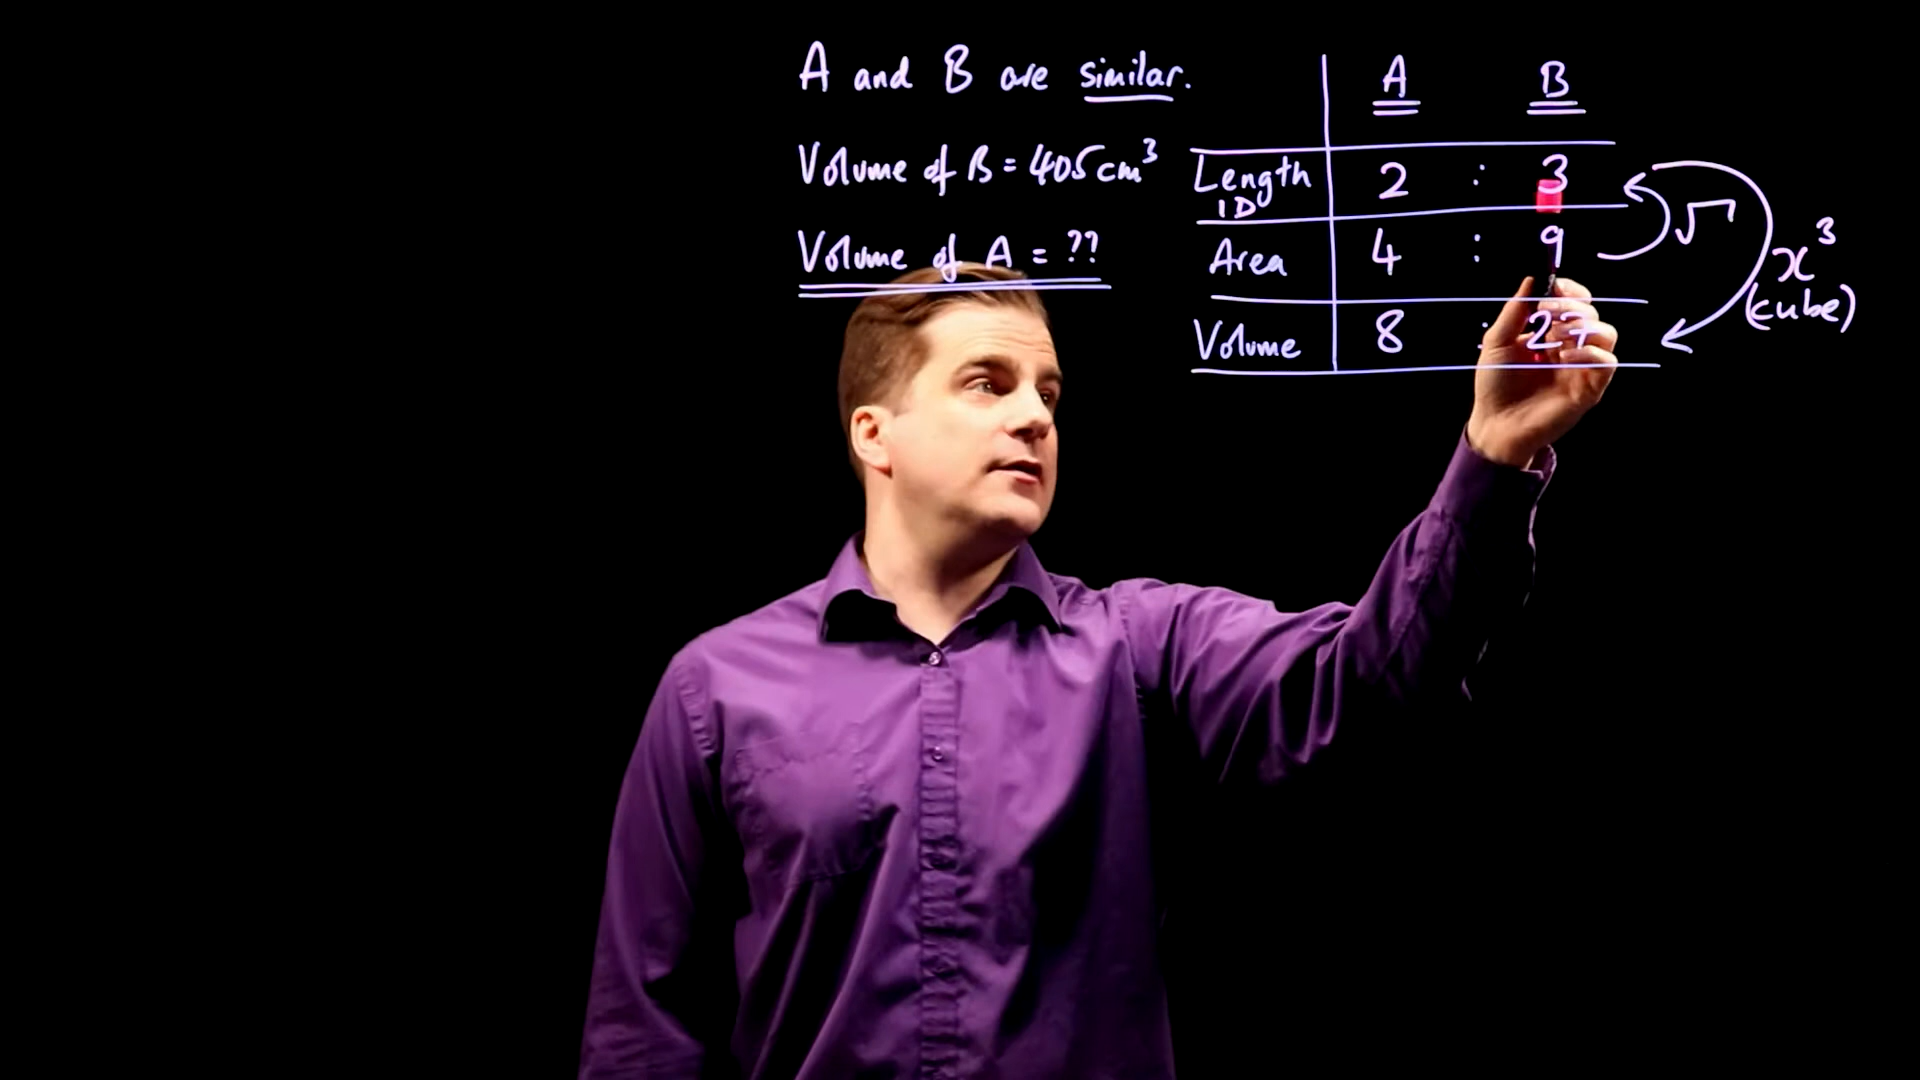 A and B are similar.
Volume of B = 405cm³
Volume of A = ??
A B
Length 2 : 3
1D
Area 4 : 9
Volume 8 : 27
√
x³
(cube)